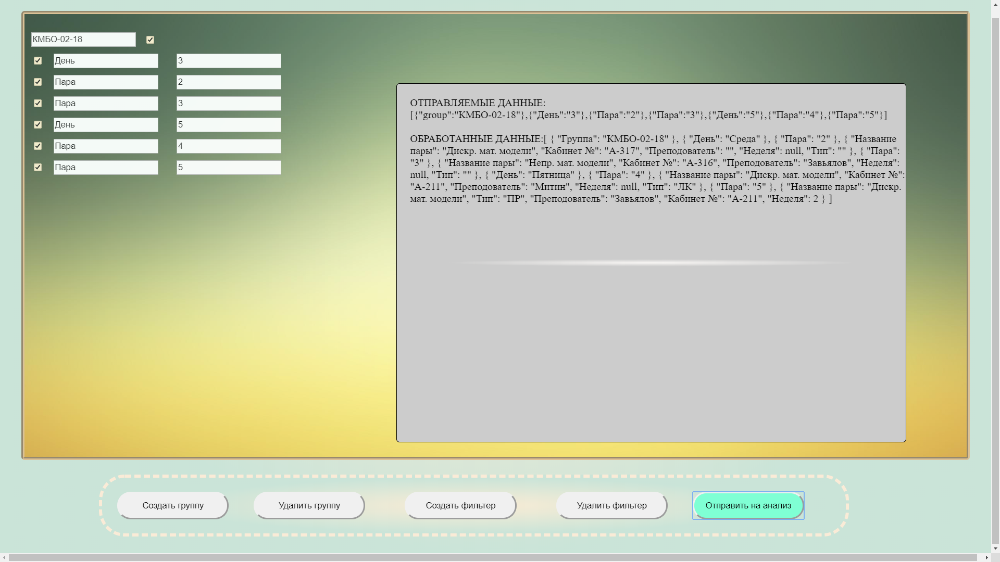 КМБО-02-18
День 3
Пара 2
Пара 3
День 5
Пара 4
Пара 5
ОТПРАВЛЯЕМЫЕ ДАННЫЕ:
[{"group":"КМБО-02-18"},{"День":"3"},{"Пара":"2"},{"Пара":"3"},{"День":"5"},{"Пара":"4"},{"Пара":"5"}]
ОБРАБОТАННЫЕ ДАННЫЕ:[ { "Группа": "КМБО-02-18" }, { "День": "Среда" }, { "Пара": "2" }, { "Название
пары": "Дискр. мат. модели", "Кабинет №": "А-317", "Преподователь": "", "Неделя": null, "Тип": "" }, { "Пара":
"3" }, { "Название пары": "Непр. мат. модели", "Кабинет №": "А-316", "Преподователь": "Завьялов", "Неделя":
null, "Тип": "" }, { "День": "Пятница" }, { "Пара": "4" }, { "Название пары": "Дискр. мат. модели", "Кабинет №":
"А-211", "Преподователь": "Митин", "Неделя": null, "Тип": "ЛК" }, { "Пара": "5" }, { "Название пары": "Дискр.
мат. модели", "Тип": "ПР", "Преподователь": "Завьялов", "Кабинет №": "А-211", "Неделя": 2 } ]
Создать группу
Удалить группу
Создать фильтер
Удалить фильтер
Отправить на анализ